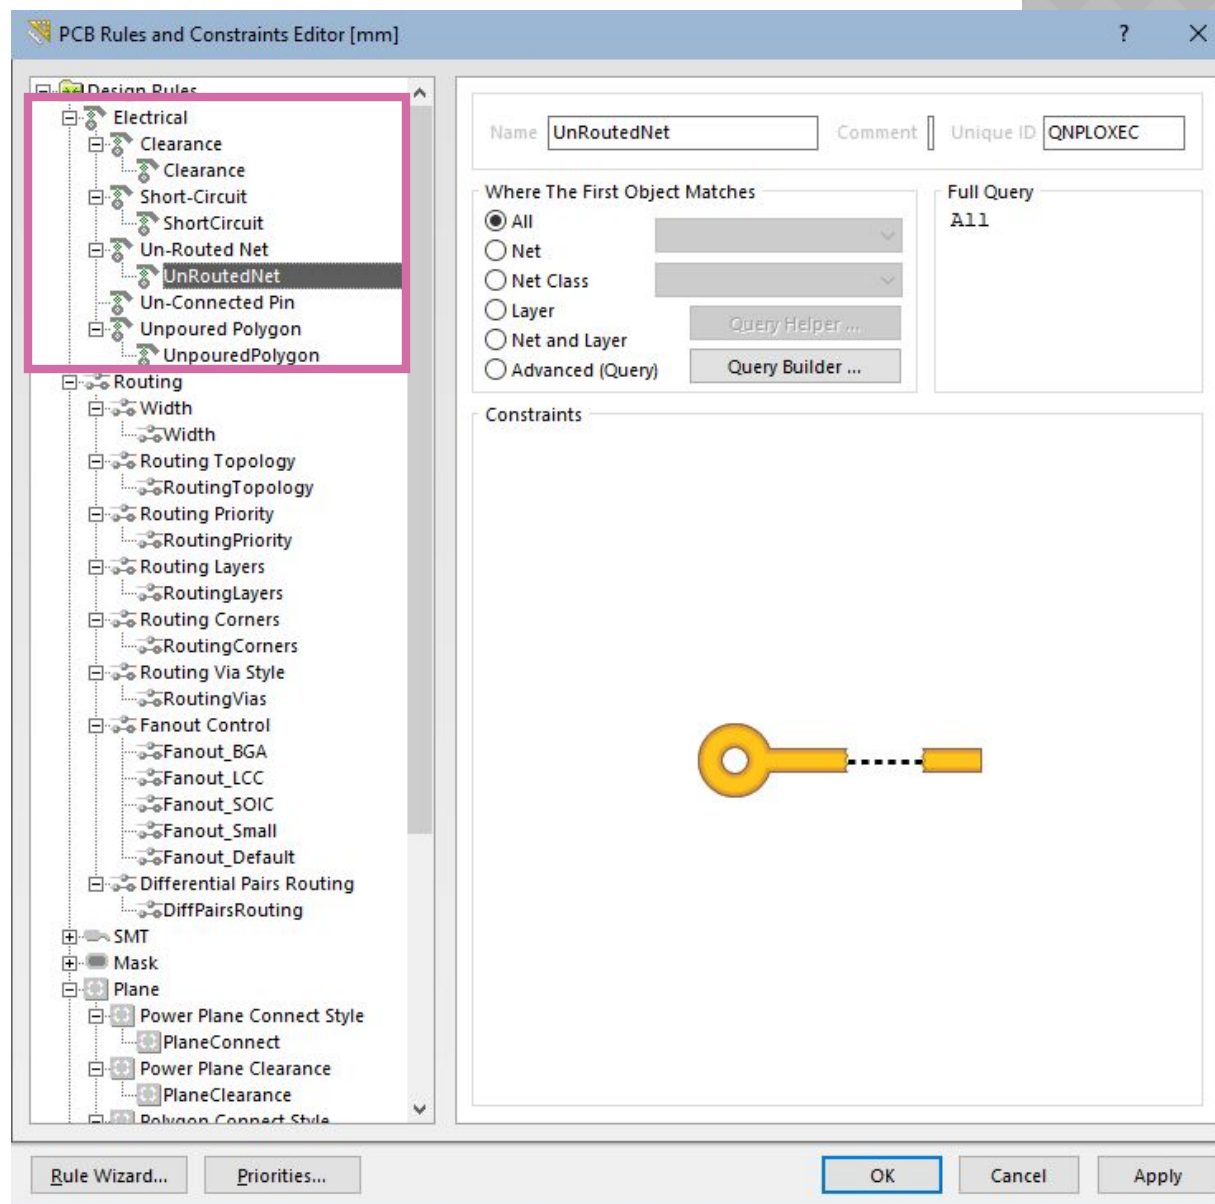 PCB Rules and Constraints Editor [mm]
?
Design Rules
Electrical
Clearance
Clearance
Short-Circuit
ShortCircuit
Un-Routed Net
UnRoutedNet
Un-Connected Pin
Unpoured Polygon
UnpouredPolygon
Routing
Width
Width
Routing Topology
RoutingTopology
Routing Priority
RoutingPriority
Routing Layers
RoutingLayers
Routing Corners
RoutingCorners
Routing Via Style
RoutingVias
Fanout Control
Fanout_BGA
Fanout_LCC
Fanout_SOIC
Fanout_Small
Fanout_Default
Differential Pairs Routing
DiffPairsRouting
SMT
Mask
Plane
Power Plane Connect Style
PlaneConnect
Power Plane Clearance
PlaneClearance
Polygon Connect Style
Name UnRoutedNet Comment Unique ID QNPLOXEC
Where The First Object Matches
All
Net
Net Class
Layer
Net and Layer
Advanced (Query)
Query Helper ...
Query Builder ...
Full Query
All
Constraints
Rule Wizard... Priorities... OK Cancel Apply